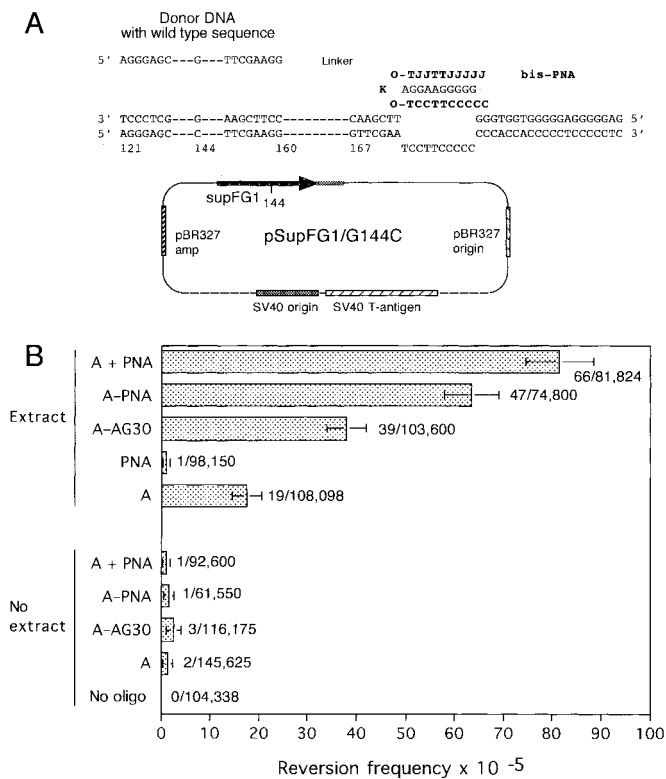 A
Donor DNA
with wild type sequence
5' AGGGAGC---G---TTCGAAGG Linker
O-TJJTTJJJJJ bis-PNA
K AGGAAGGGGG
O-TCCTTCCCCC
3' TCCCTCG---G---AAGCTTCC----------CAAGCTT GGGTGGTGGGGGAGGGGGAG 5'
5' AGGGAGC---C---TTCGAAGG----------GTTCGAA CCCACCACCCCCTCCCCCTC 3'
121 144 160 167 TCCTTCCCCC
supFG1 144
pBR327 amp
pSupFG1/G144C
pBR327 origin
SV40 origin SV40 T-antigen
B
Extract
A + PNA 66/81,824
A-PNA 47/74,800
A-AG30 39/103,600
PNA 1/98,150
A 19/108,098
No extract
A + PNA 1/92,600
A-PNA 1/61,550
A-AG30 3/116,175
A 2/145,625
No oligo 0/104,338
0 10 20 30 40 50 60 70 80 90 100
Reversion frequency x 10 -5